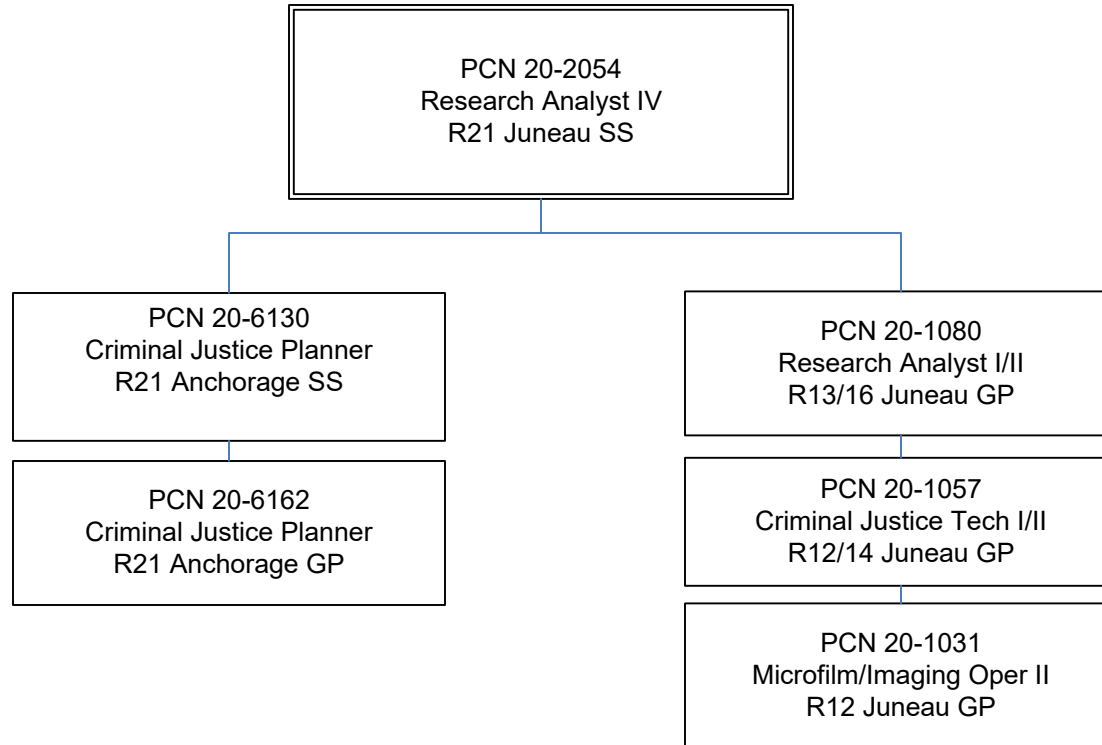 PCN 20-2054
Research Analyst IV
R21 Juneau SS
PCN 20-6130
Criminal Justice Planner
R21 Anchorage SS
PCN 20-6162
Criminal Justice Planner
R21 Anchorage GP
PCN 20-1080
Research Analyst I/II
R13/16 Juneau GP
PCN 20-1057
Criminal Justice Tech I/II
R12/14 Juneau GP
PCN 20-1031
Microfilm/Imaging Oper II
R12 Juneau GP